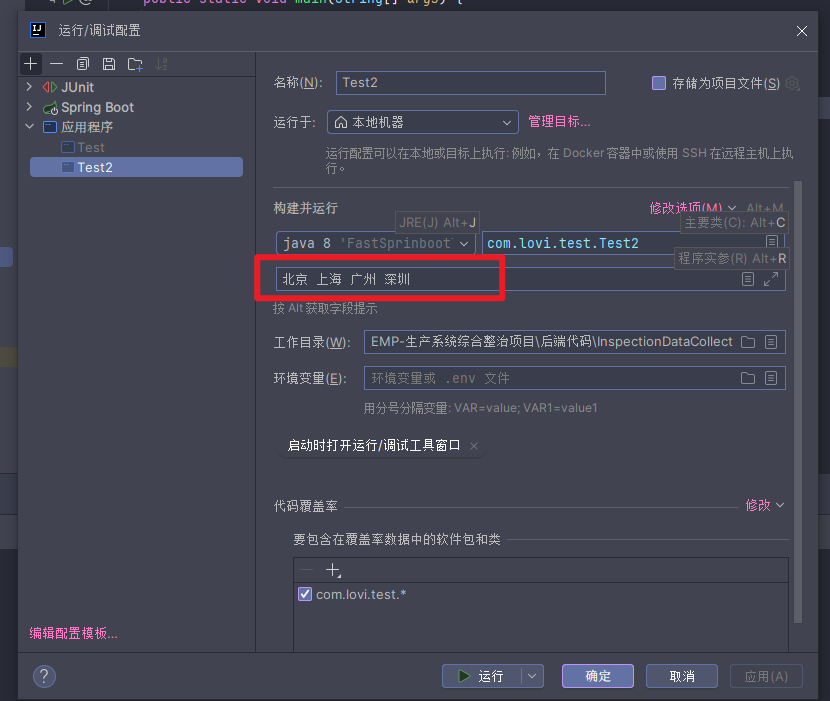 public static void main(String[] args) {
运行/调试配置
JUnit
Spring Boot
应用程序
Test
Test2
编辑配置模板...
名称(N):
Test2
存储为项目文件(S)
运行于:
本地机器
管理目标...
运行配置可以在本地或目标上执行: 例如，在 Docker 容器中或使用 SSH 在远程主机上执
行。
构建并运行
修改选项(M)
Alt+M
JRE(J) Alt+J
主要类(C): Alt+C
java 8 'FastSprinboot'
com.lovi.test.Test2
程序实参(R) Alt+R
北京 上海 广州 深圳
按 Alt 获取字段提示
工作目录(W):
EMP-生产系统综合整治项目\后端代码\InspectionDataCollect
环境变量(E):
环境变量或 .env 文件
用分号分隔变量: VAR=value; VAR1=value1
启动时打开运行/调试工具窗口 ×
代码覆盖率
修改
要包含在覆盖率数据中的软件包和类
com.lovi.test.*
?
运行
确定
取消
应用(A)